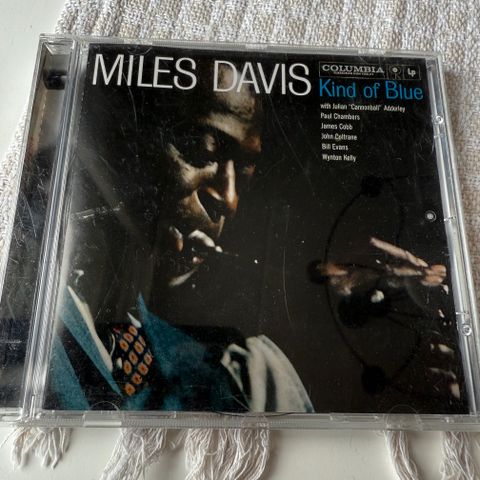 MILES DAVIS
COLUMBIA
Lp
Kind of Blue
with Julian "Cannonball" Adderley
Paul Chambers
James Cobb
John Coltrane
Bill Evans
Wynton Kelly